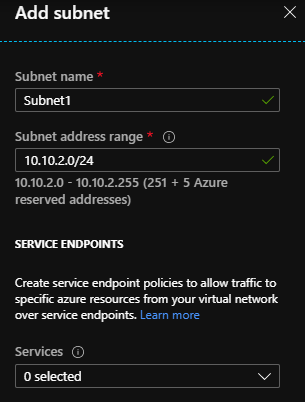 Add subnet
Subnet name *
Subnet1
Subnet address range *
10.10.2.0/24
10.10.2.0 - 10.10.2.255 (251 + 5 Azure
reserved addresses)
SERVICE ENDPOINTS
Create service endpoint policies to allow traffic to
specific azure resources from your virtual network
over service endpoints. Learn more
Services
0 selected